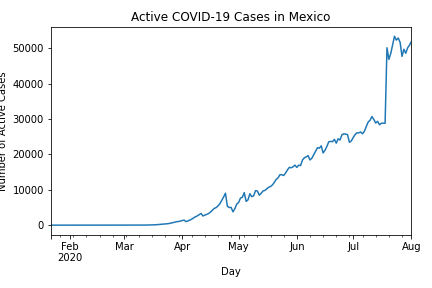 Active COVID-19 Cases in Mexico
50000
40000
30000
20000
10000
0
Number of Active Cases
Feb
2020
Mar
Apr
May
Jun
Jul
Aug
Day